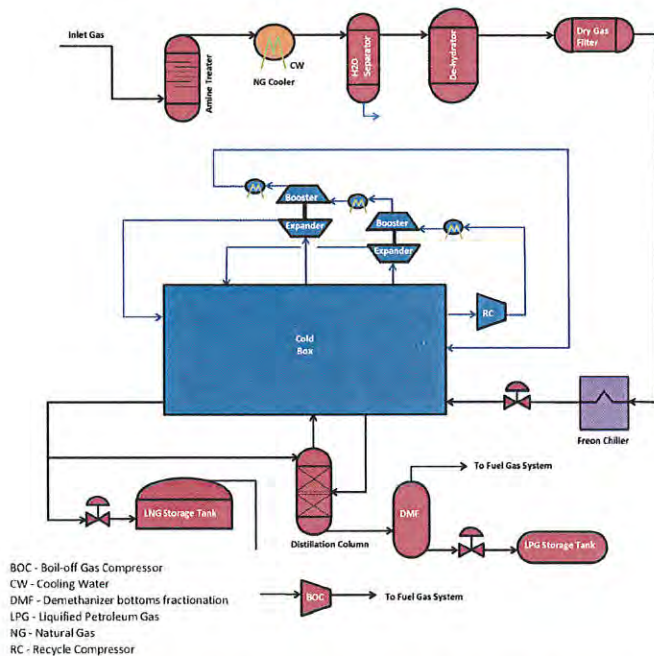 Inlet Gas
Amine Treater
CW
NG Cooler
H2O
Separator
De-hydrator
Dry Gas
Filter
Booster
Expander
Booster
Expander
RC
Cold
Box
Freon Chiller
LNG Storage Tank
Distillation Column
DMF
To Fuel Gas System
LPG Storage Tank
BOC - Boil-off Gas Compressor
CW - Cooling Water
DMF - Demethanizer bottoms fractionation
LPG - Liquified Petroleum Gas
NG - Natural Gas
RC - Recycle Compressor
BOC
To Fuel Gas System